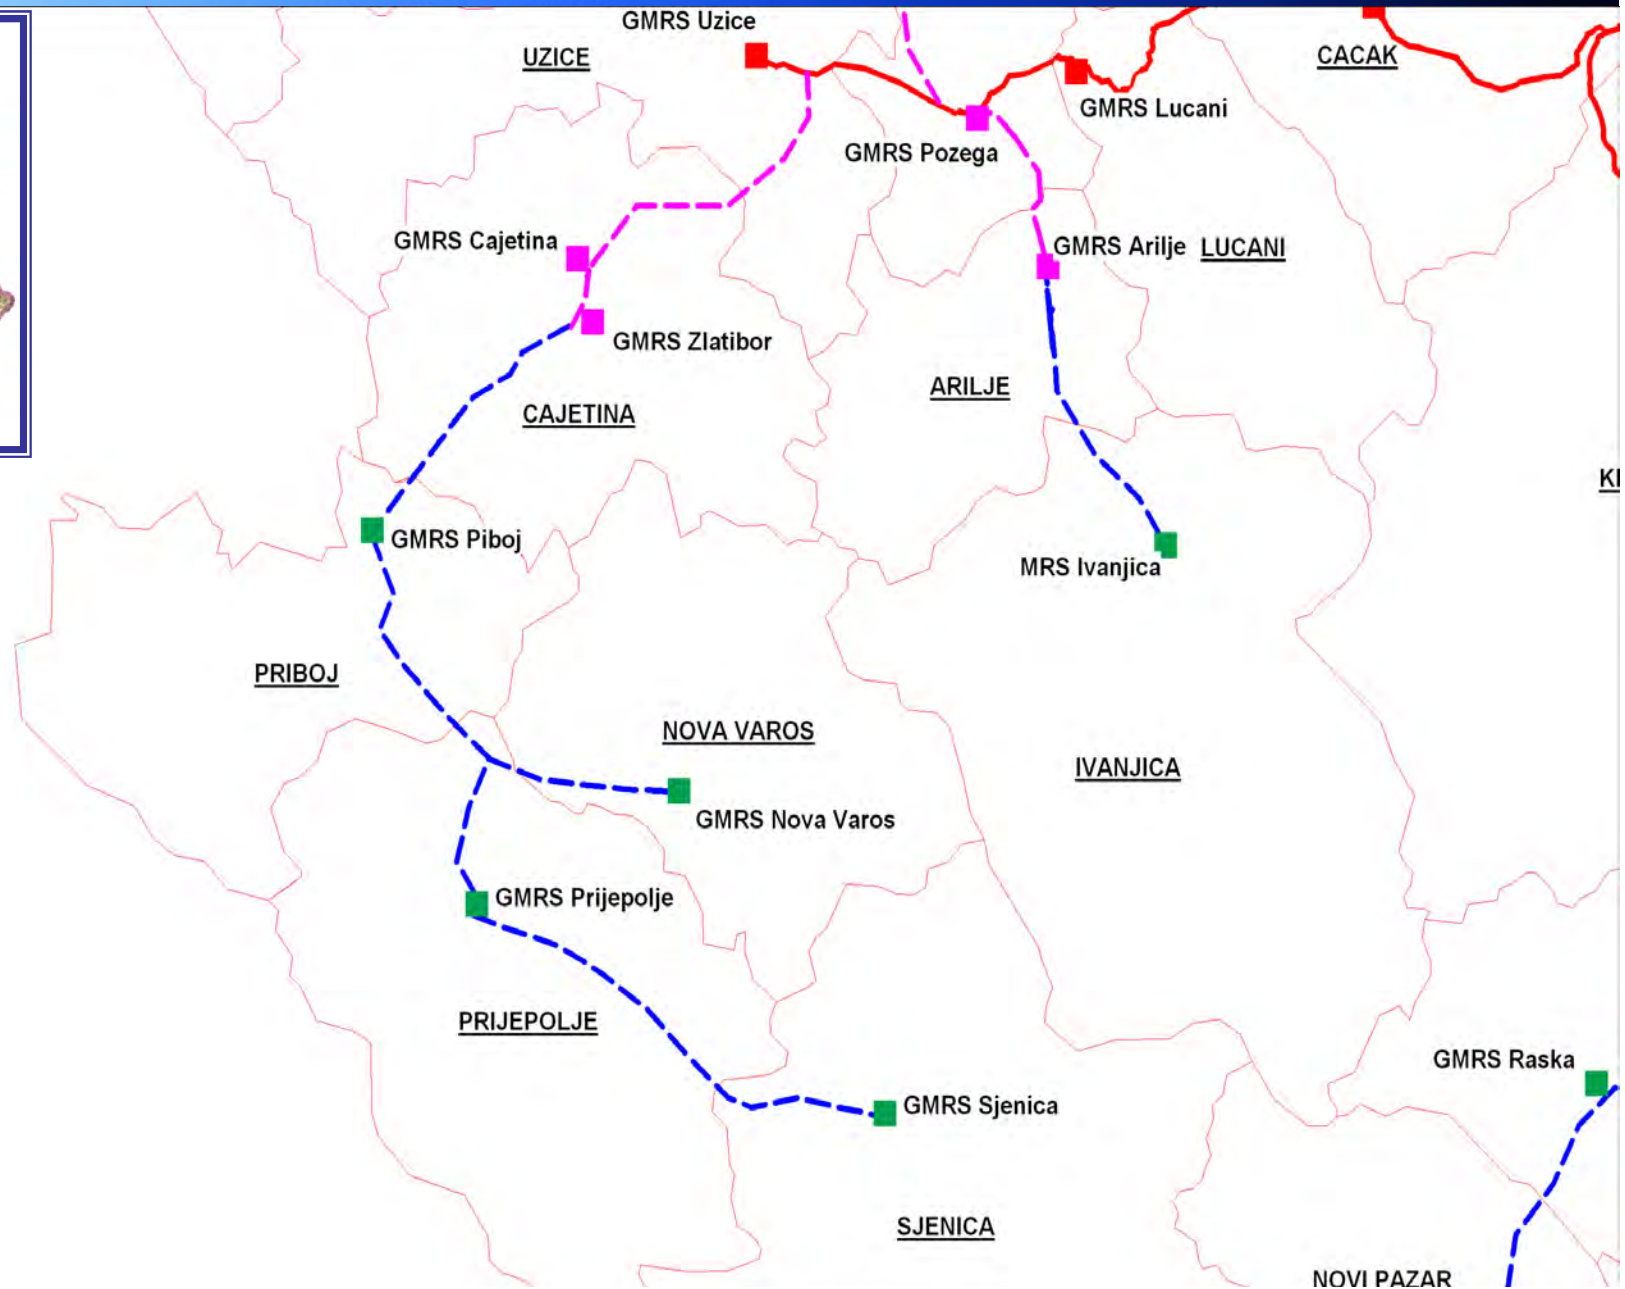 GMRS Uzice
UZICE
CACAK
GMRS Lucani
GMRS Pozega
GMRS Cajetina
GMRS Arilje
LUCANI
GMRS Zlatibor
ARILJE
CAJETINA
GMRS Piboj
MRS Ivanjica
PRIBOJ
NOVA VAROS
IVANJICA
GMRS Nova Varos
GMRS Prijepolje
PRIJEPOLJE
GMRS Raska
GMRS Sjenica
SJENICA
NOVI PAZAR